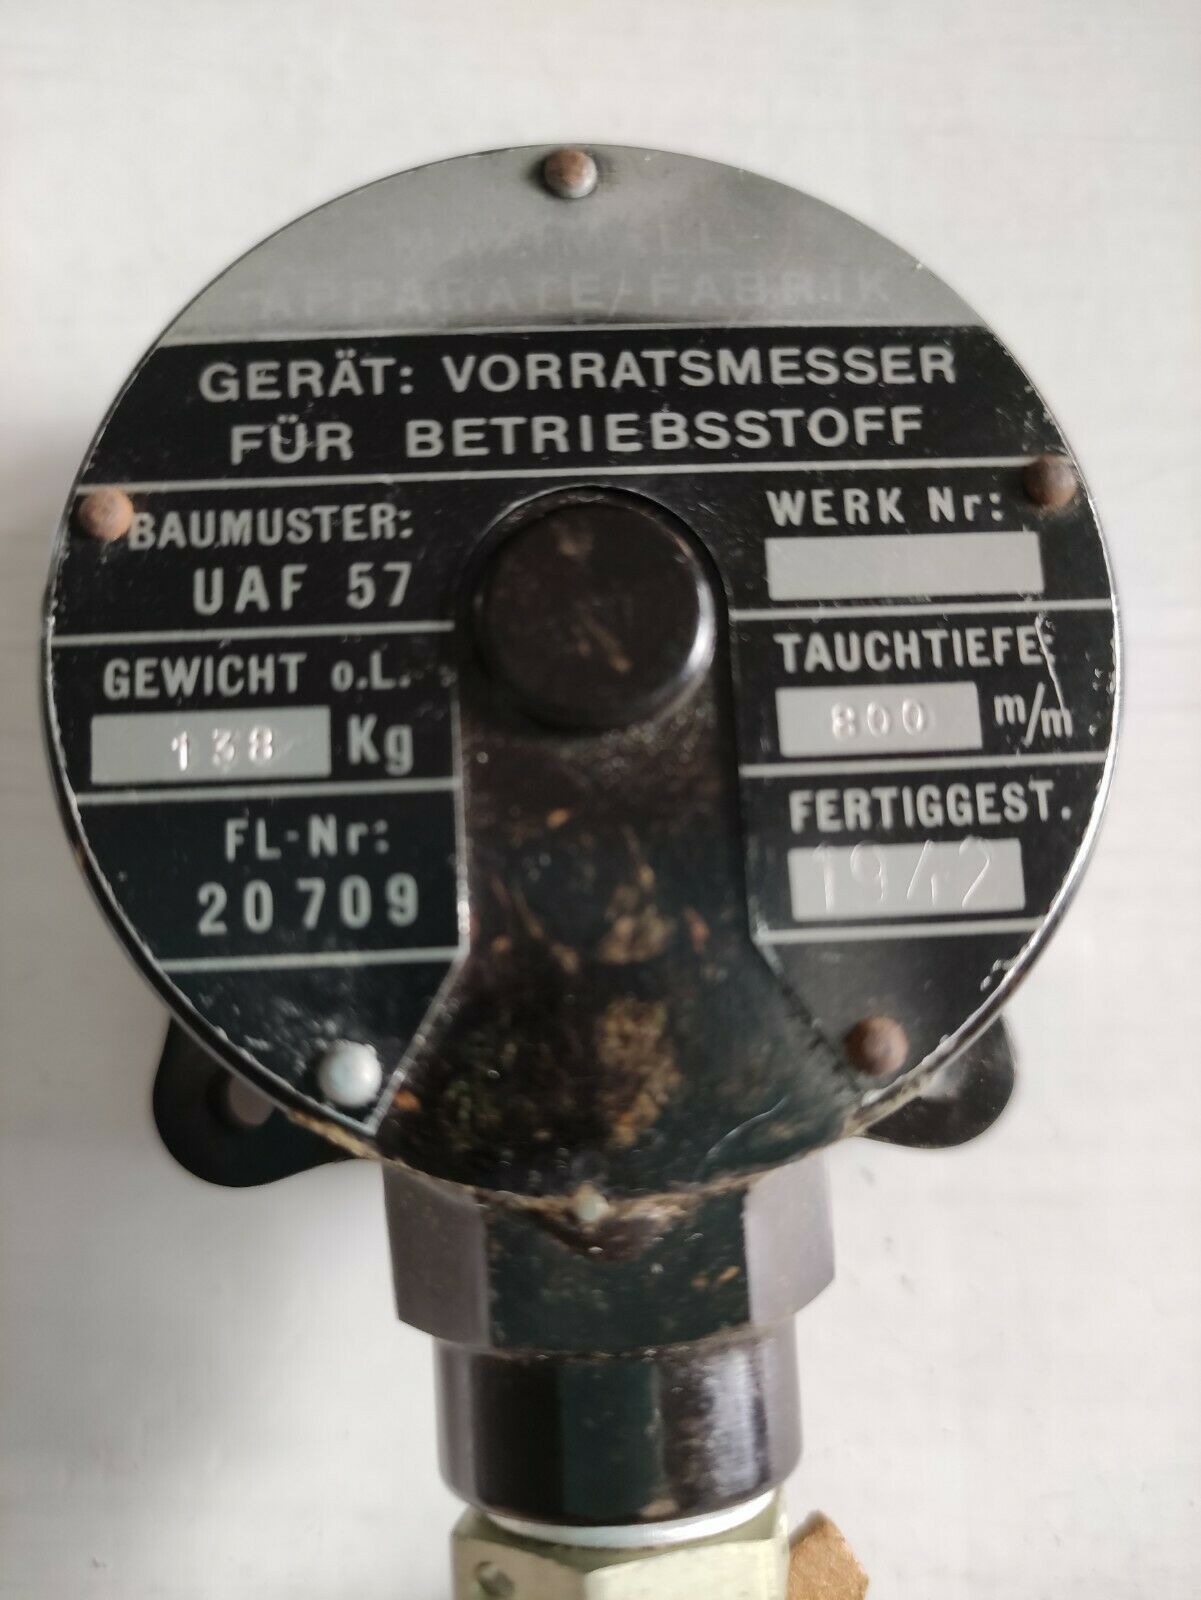 APPARATE-FABRIK
GERÄT: VORRATSMESSER
FÜR BETRIEBSSTOFF
BAUMUSTER:
UAF 57
WERK Nr:
GEWICHT o.L.
138 Kg
TAUCHTIEFE:
800 m/m
FL-Nr:
20709
FERTIGGEST.
1942